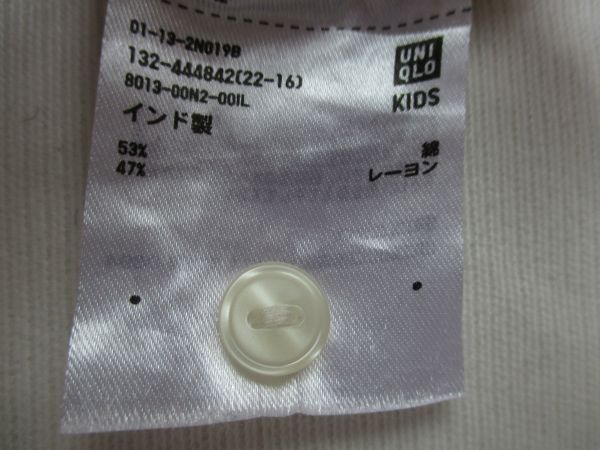 01-13-2N019B
132-444842(22-16)
8013-00N2-00IL
インド製
UNI
QLO
KIDS
53% 綿
47% レーヨン